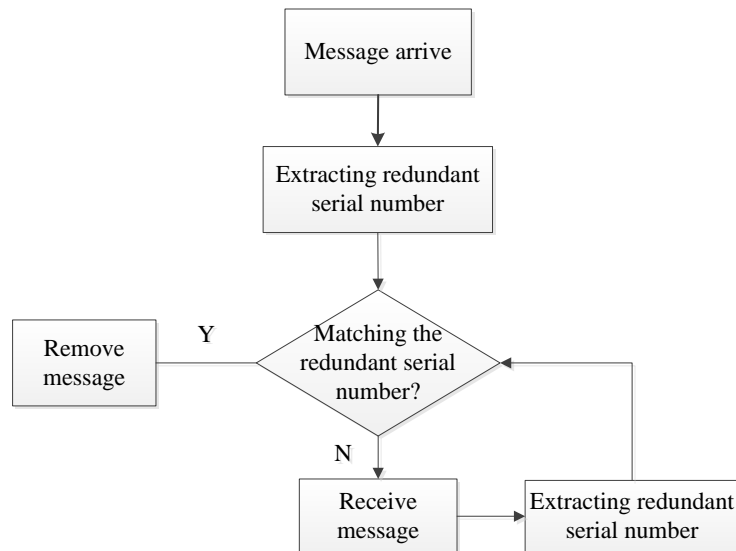 Message arrive
Extracting redundant
serial number
Matching the
redundant serial
number?
Y
Remove
message
N
Receive
message
Extracting redundant
serial number